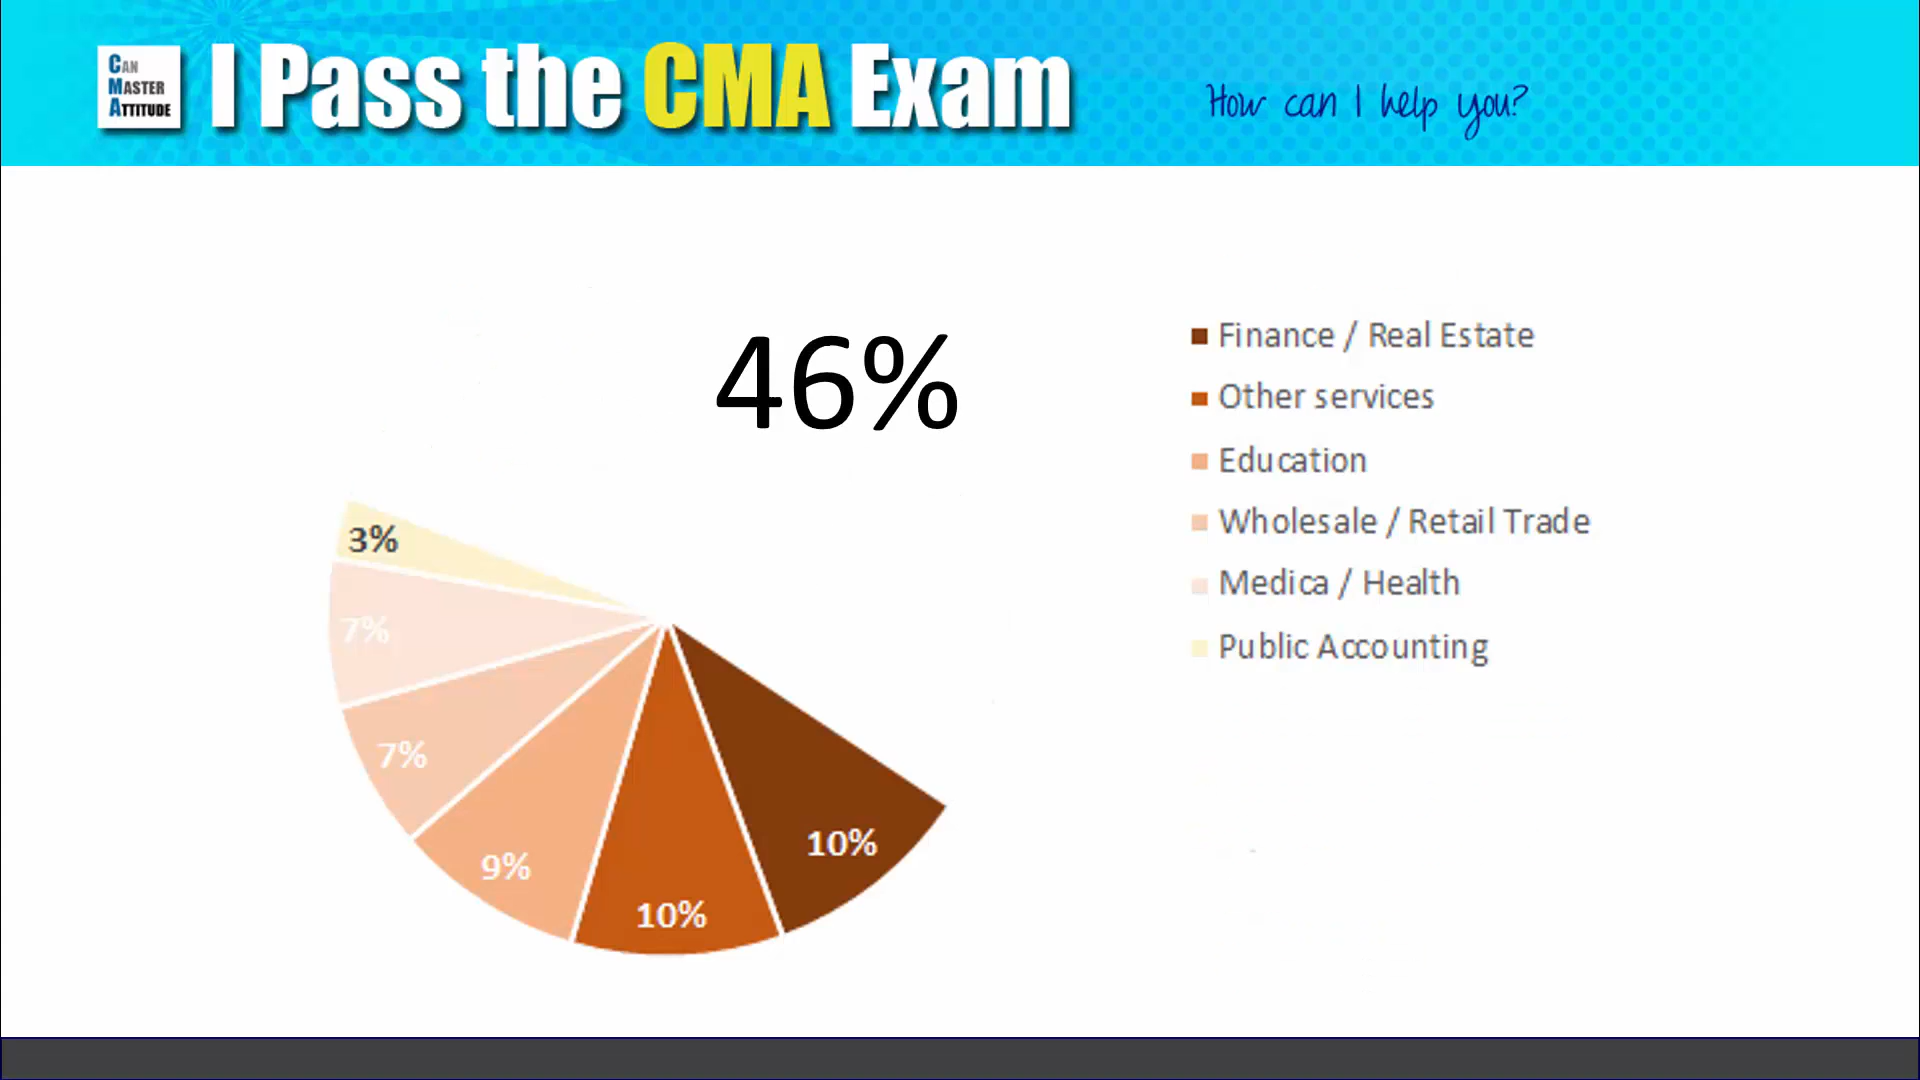 CAN
MASTER
ATTITUDE
I Pass the CMA Exam
How can I help you?
46%
Finance / Real Estate
Other services
Education
Wholesale / Retail Trade
Medica / Health
Public Accounting
3%
7%
7%
9%
10%
10%